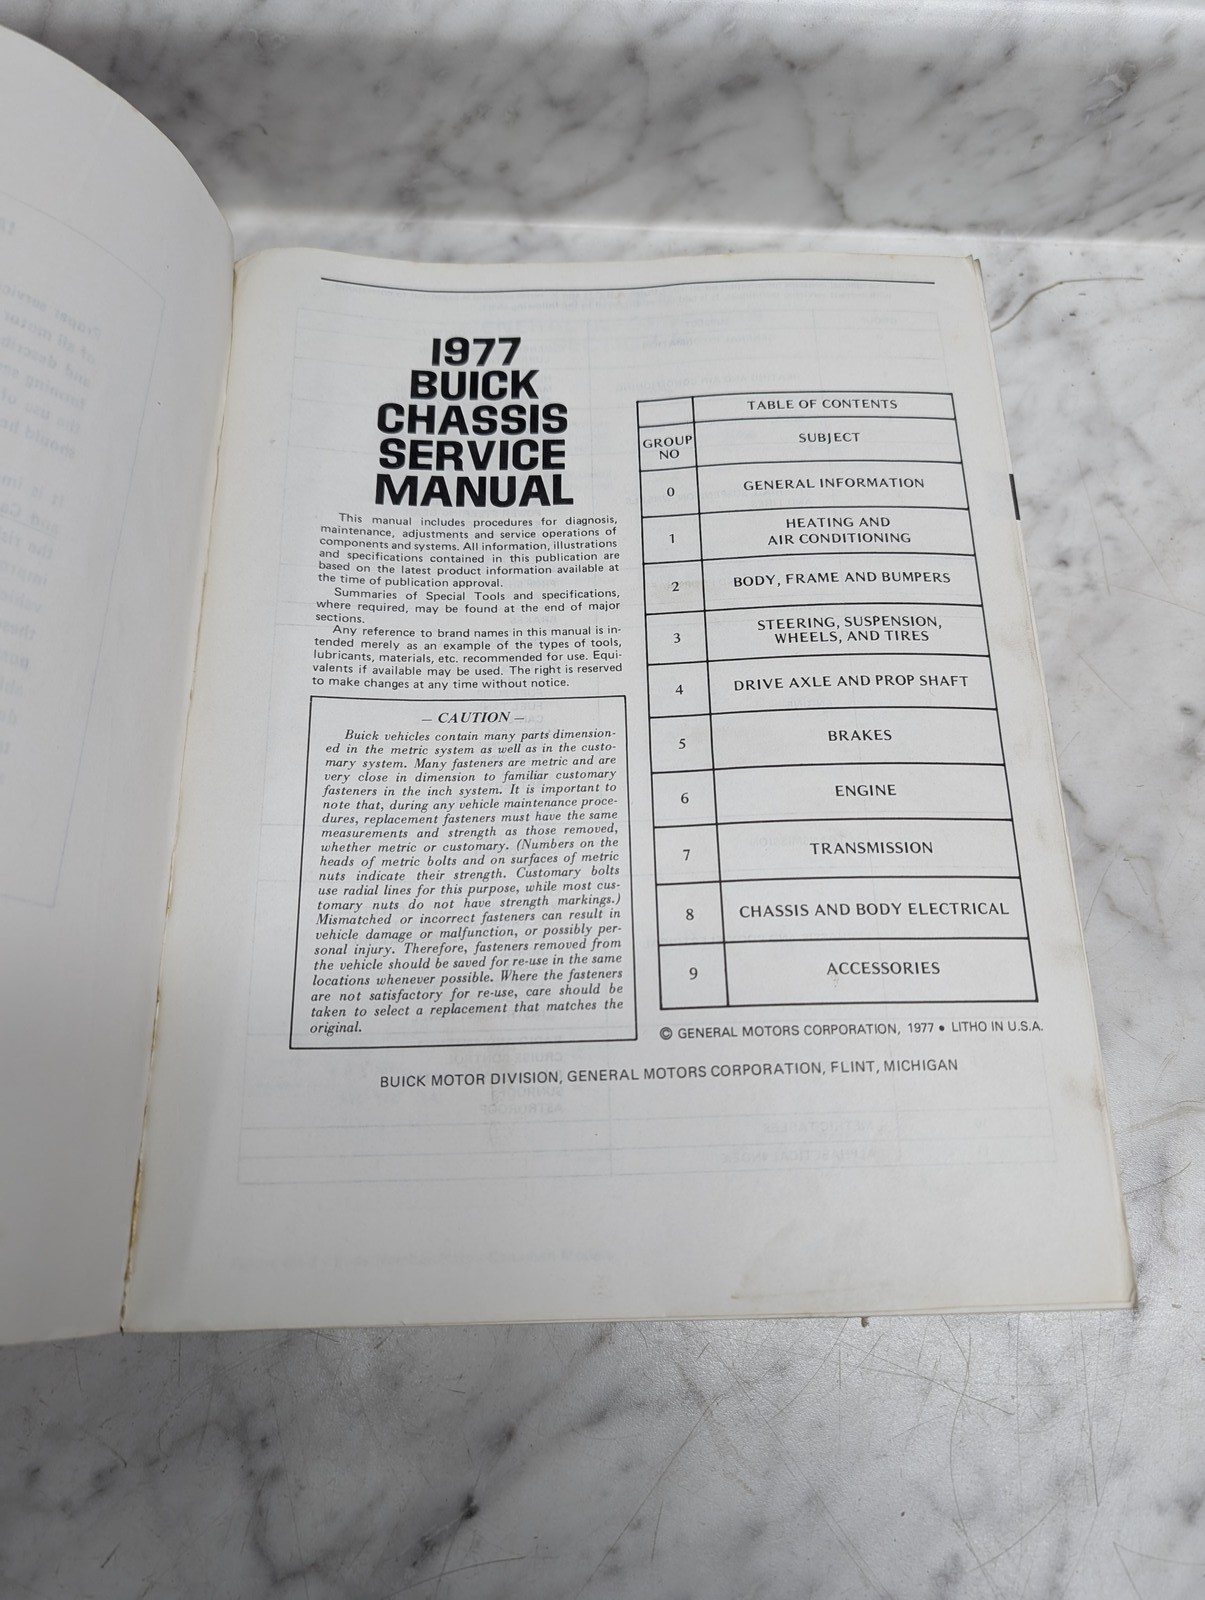 1977
BUICK
CHASSIS
SERVICE
MANUAL
This manual includes procedures for diagnosis,
maintenance, adjustments and service operations of
components and systems. All information, illustrations
and specifications contained in this publication are
based on the latest product information available at
the time of publication approval.
Summaries of Special Tools and specifications,
where required, may be found at the end of major
sections.
Any reference to brand names in this manual is in-
tended merely as an example of the types of tools,
lubricants, materials, etc. recommended for use. Equi-
valents if available may be used. The right is reserved
to make changes at any time without notice.
– CAUTION –
Buick vehicles contain many parts dimension-
ed in the metric system as well as in the custo-
mary system. Many fasteners are metric and are
very close in dimension to familiar customary
fasteners in the inch system. It is important to
note that, during any vehicle maintenance proce-
dures, replacement fasteners must have the same
measurements and strength as those removed,
whether metric or customary. (Numbers on the
heads of metric bolts and on surfaces of metric
nuts indicate their strength. Customary bolts
use radial lines for this purpose, while most cus-
tomary nuts do not have strength markings.)
Mismatched or incorrect fasteners can result in
vehicle damage or malfunction, or possibly per-
sonal injury. Therefore, fasteners removed from
the vehicle should be saved for re-use in the same
locations whenever possible. Where the fasteners
are not satisfactory for re-use, care should be
taken to select a replacement that matches the
original.
TABLE OF CONTENTS
GROUP NO SUBJECT
0 GENERAL INFORMATION
1 HEATING AND
AIR CONDITIONING
2 BODY, FRAME AND BUMPERS
3 STEERING, SUSPENSION,
WHEELS, AND TIRES
4 DRIVE AXLE AND PROP SHAFT
5 BRAKES
6 ENGINE
7 TRANSMISSION
8 CHASSIS AND BODY ELECTRICAL
9 ACCESSORIES
© GENERAL MOTORS CORPORATION, 1977 • LITHO IN U.S.A.
BUICK MOTOR DIVISION, GENERAL MOTORS CORPORATION, FLINT, MICHIGAN